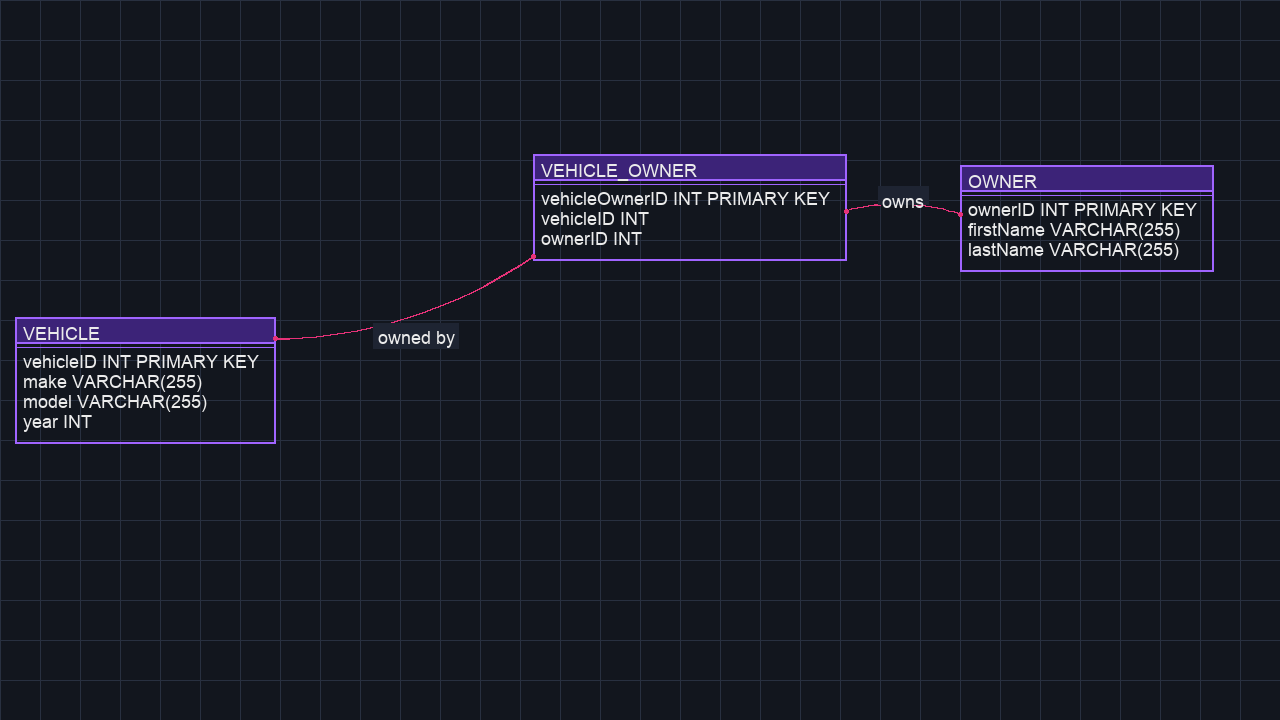 VEHICLE_OWNER
vehicleOwnerID INT PRIMARY KEY
vehicleID INT
ownerID INT
owns
OWNER
ownerID INT PRIMARY KEY
firstName VARCHAR(255)
lastName VARCHAR(255)
owned by
VEHICLE
vehicleID INT PRIMARY KEY
make VARCHAR(255)
model VARCHAR(255)
year INT